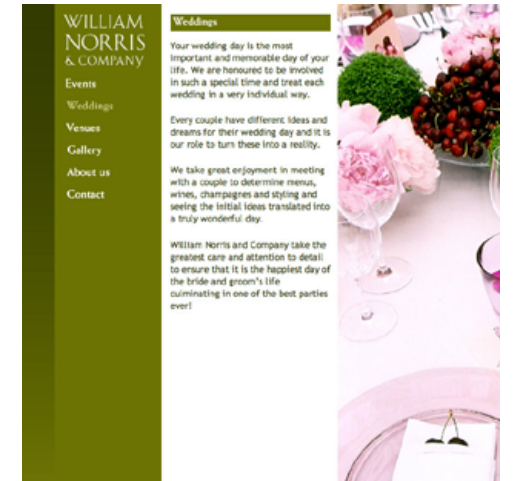 WILLIAM
NORRIS
& COMPANY
Events
Weddings
Venues
Gallery
About us
Contact
Weddings
Your wedding day is the most
important and memorable day of your
life. We are honoured to be involved
in such a special time and treat each
wedding in a very individual way.
Every couple have different ideas and
dreams for their wedding day and it is
our role to turn these into a reality.
We take great enjoyment in meeting
with a couple to determine menus,
wines, champagnes and styling and
seeing the initial ideas translated into
a truly wonderful day.
William Norris and Company take the
greatest care and attention to detail
to ensure that it is the happiest day of
the bride and groom's life
culminating in one of the best parties
ever!